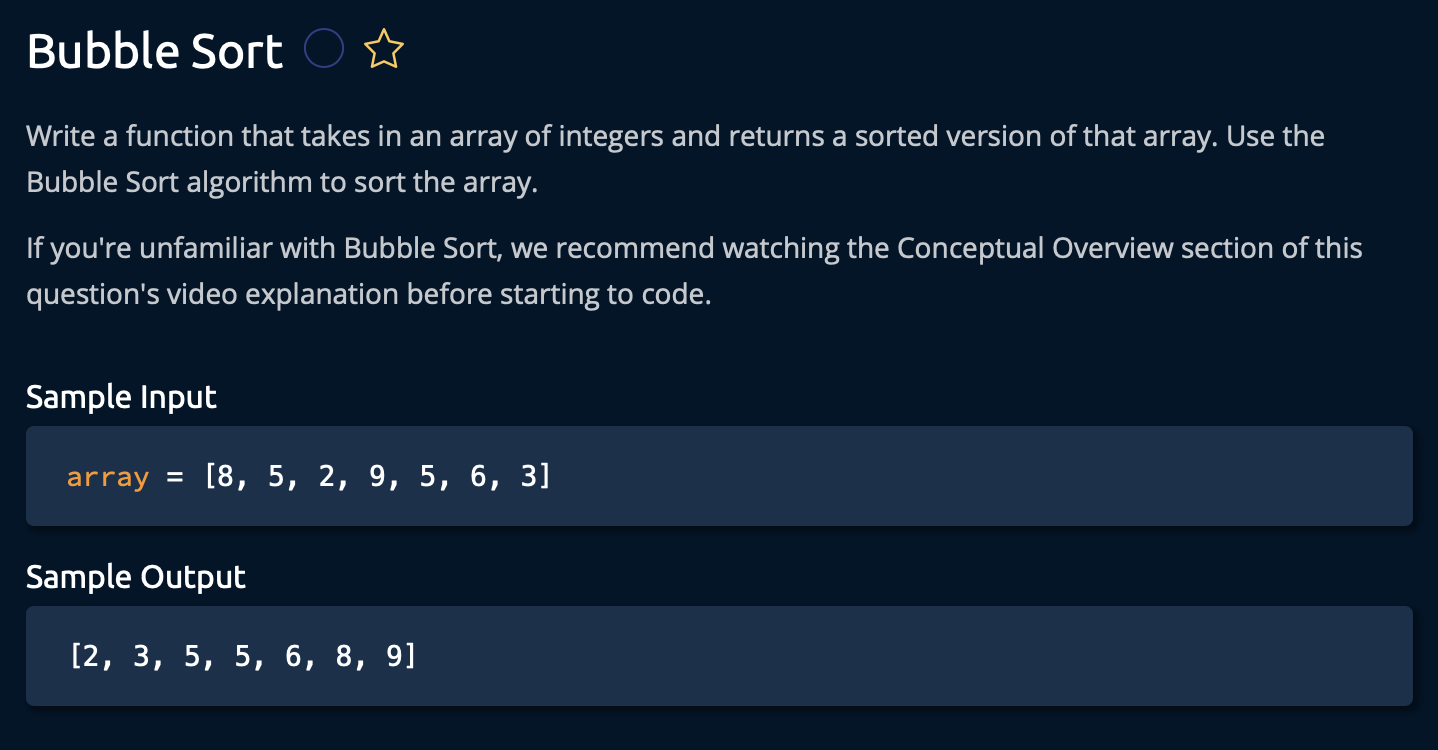 Bubble Sort
Write a function that takes in an array of integers and returns a sorted version of that array. Use the
Bubble Sort algorithm to sort the array.
If you're unfamiliar with Bubble Sort, we recommend watching the Conceptual Overview section of this
question's video explanation before starting to code.
Sample Input
array = [8, 5, 2, 9, 5, 6, 3]
Sample Output
[2, 3, 5, 5, 6, 8, 9]